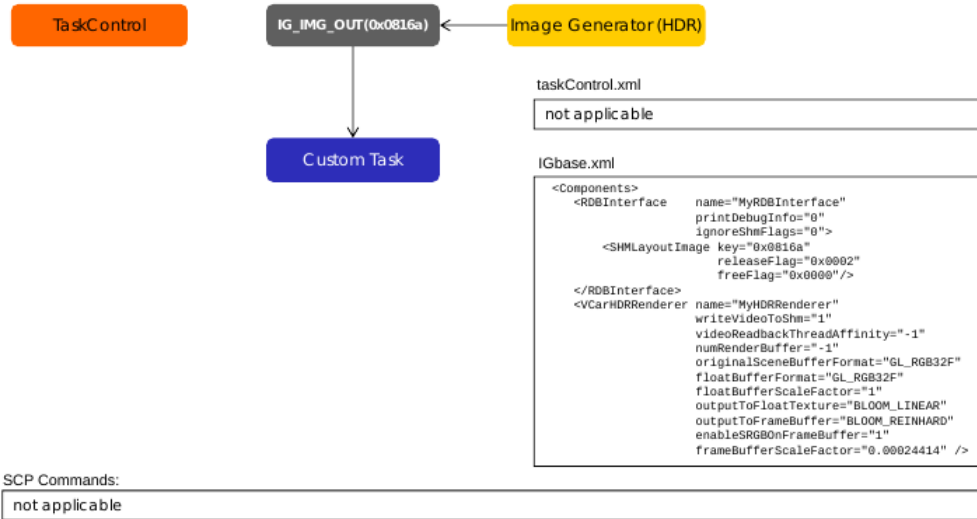 TaskControl
IG_IMG_OUT(0x0816a)
Image Generator (HDR)
taskControl.xml
not applicable
Custom Task
IGbase.xml
<Components>
<RDBInterface name="MyRDBInterface"
printDebugInfo="0"
ignoreShmFlags="0">
<SHMLayoutImage key="0x0816a"
releaseFlag="0x0002"
freeFlag="0x0000"/>
</RDBInterface>
<VCarHDRRenderer name="MyHDRRenderer"
writeVideoToShm="1"
videoReadbackThreadAffinity="-1"
numRenderBuffer="-1"
originalSceneBufferFormat="GL_RGB32F"
floatBufferFormat="GL_RGB32F"
floatBufferScaleFactor="1"
outputToFloatTexture="BLOOM_LINEAR"
outputToFrameBuffer="BLOOM_REINHARD"
enableSRGBOnFrameBuffer="1"
frameBufferScaleFactor="0.00024414" />
SCP Commands:
not applicable